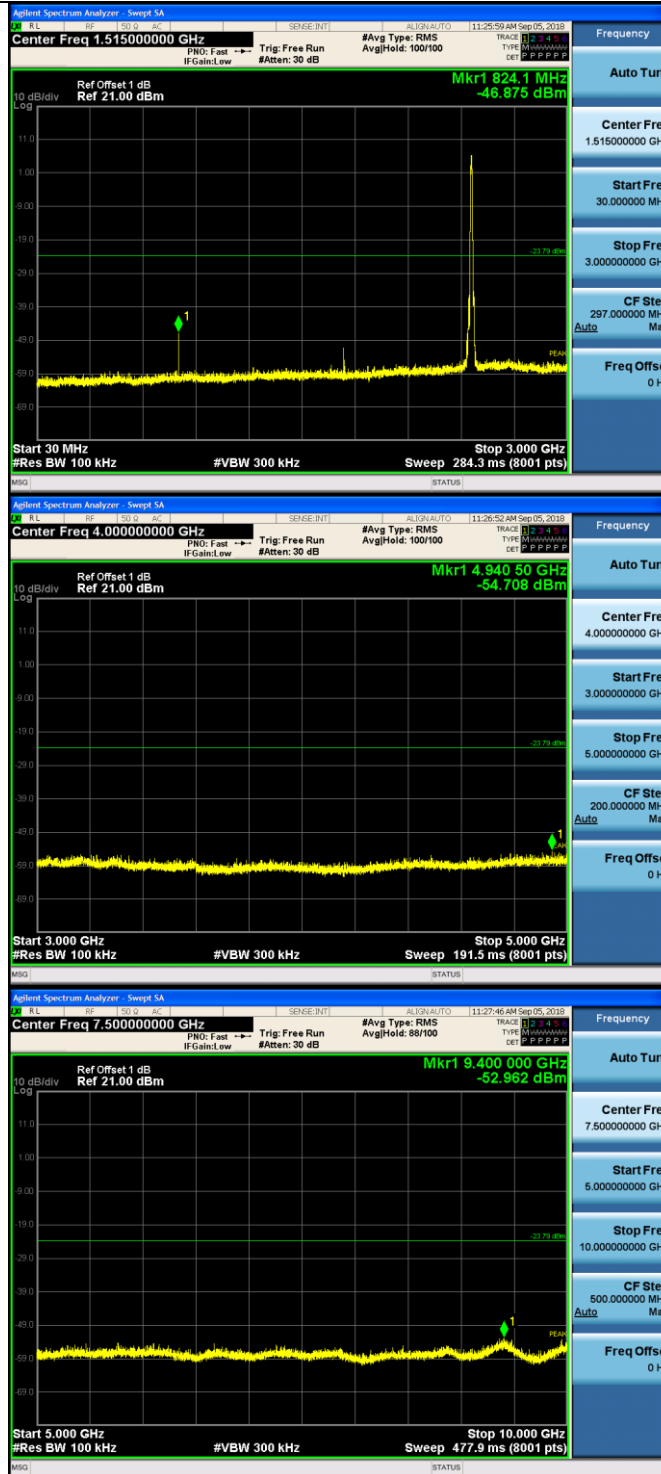 Agilent Spectrum Analyzer - Swept SA
RL RF 50 Ω AC SENSE:INT ALIGN AUTO 11:25:59 AM Sep 05, 2018
Center Freq 1.515000000 GHz #Avg Type: RMS TRACE 1 2 3 4 5 6 Frequency
PNO: Fast Trig: Free Run Avg|Hold: 100/100 TYPE M
IFGain:Low #Atten: 30 dB DET P P P P P P
Auto Tun
Mkr1 824.1 MHz
Ref Offset 1 dB
10 dB/div Ref 21.00 dBm -46.875 dBm
Log
Center Fre
1.515000000 GH
11.0
1.00
Start Fre
30.000000 MH
-9.00
-19.0
Stop Fre
3.000000000 GH
-23.79 dBm
-29.0
CF Ste
297.000000 MH
Auto Ma
-39.0
1
-49.0
PEAK
Freq Offse
0 H
-59.0
-69.0
Start 30 MHz Stop 3.000 GHz
#Res BW 100 kHz #VBW 300 kHz Sweep 284.3 ms (8001 pts)
MSG STATUS
Agilent Spectrum Analyzer - Swept SA
RL RF 50 Ω AC SENSE:INT ALIGN AUTO 11:26:52 AM Sep 05, 2018
Center Freq 4.000000000 GHz #Avg Type: RMS TRACE 1 2 3 4 5 6 Frequency
PNO: Fast Trig: Free Run Avg|Hold: 100/100 TYPE M
IFGain:Low #Atten: 30 dB DET P P P P P P
Auto Tun
Mkr1 4.940 50 GHz
Ref Offset 1 dB
10 dB/div Ref 21.00 dBm -54.708 dBm
Log
Center Fre
4.000000000 GH
11.0
1.00
Start Fre
3.000000000 GH
-9.00
-19.0
Stop Fre
5.000000000 GH
-23.79 dBm
-29.0
CF Ste
200.000000 MH
Auto Ma
-39.0
-49.0
1
Freq Offse
0 H
-59.0
-69.0
Start 3.000 GHz Stop 5.000 GHz
#Res BW 100 kHz #VBW 300 kHz Sweep 191.5 ms (8001 pts)
MSG STATUS
Agilent Spectrum Analyzer - Swept SA
RL RF 50 Ω AC SENSE:INT ALIGN AUTO 11:27:46 AM Sep 05, 2018
Center Freq 7.500000000 GHz #Avg Type: RMS TRACE 1 2 3 4 5 6 Frequency
PNO: Fast Trig: Free Run Avg|Hold: 88/100 TYPE M
IFGain:Low #Atten: 30 dB DET P P P P P P
Auto Tun
Mkr1 9.400 000 GHz
Ref Offset 1 dB
10 dB/div Ref 21.00 dBm -52.962 dBm
Log
Center Fre
7.500000000 GH
11.0
1.00
Start Fre
5.000000000 GH
-9.00
-19.0
Stop Fre
10.000000000 GH
-23.79 dBm
-29.0
CF Ste
500.000000 MH
Auto Ma
-39.0
-49.0
1
PEAK
Freq Offse
0 H
-59.0
-69.0
Start 5.000 GHz Stop 10.000 GHz
#Res BW 100 kHz #VBW 300 kHz Sweep 477.9 ms (8001 pts)
MSG STATUS